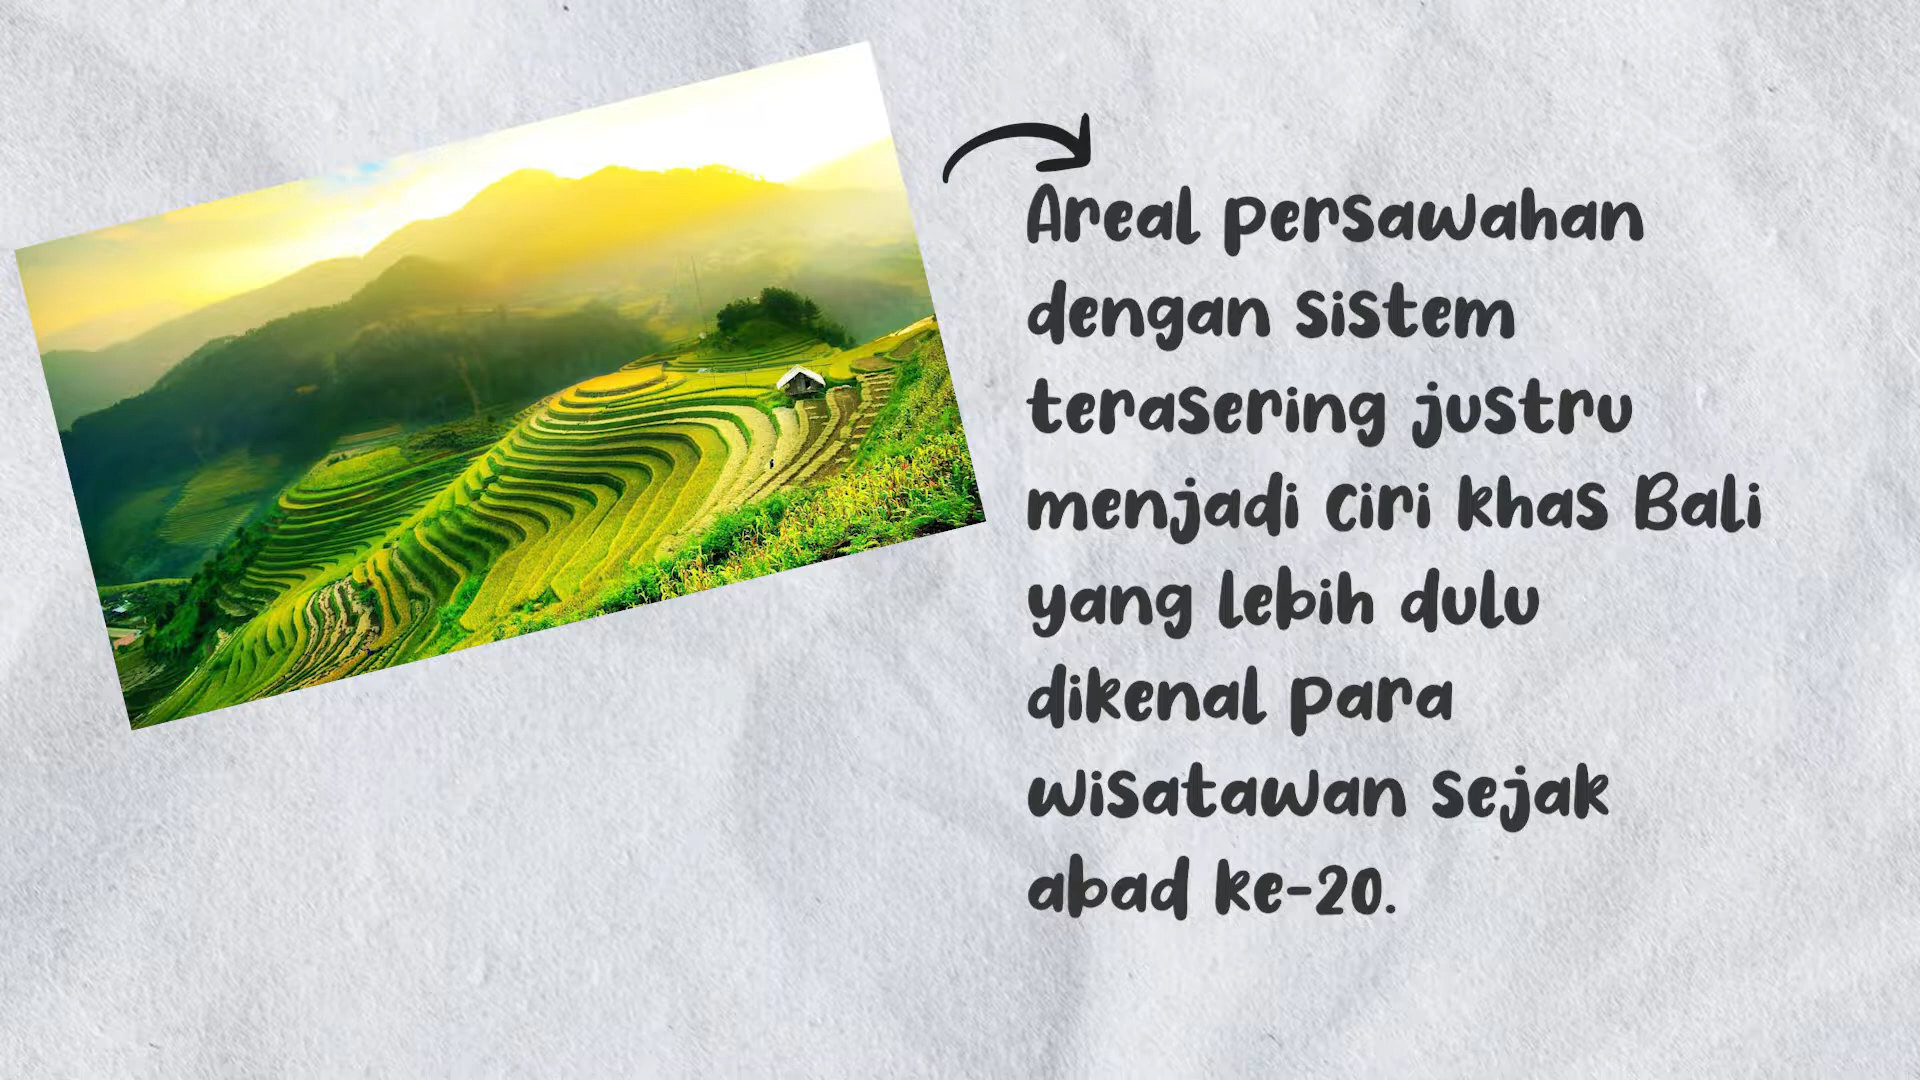 Areal persawahan
dengan sistem
terasering justru
menjadi ciri khas Bali
yang lebih dulu
dikenal para
wisatawan sejak
abad ke-20.